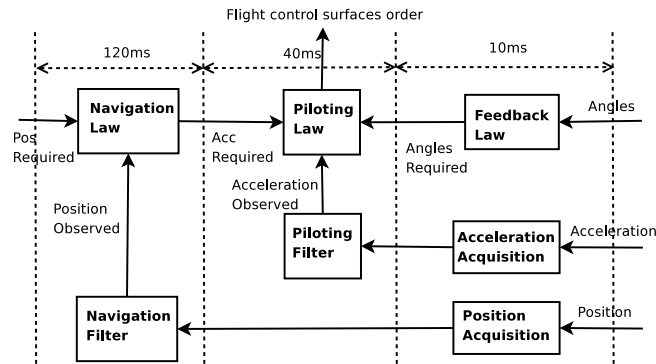 Flight control surfaces order
120ms
40ms
10ms
Navigation
Law
Piloting
Law
Feedback
Law
Angles
Pos
Required
Acc
Required
Angles
Required
Position
Observed
Acceleration
Observed
Piloting
Filter
Acceleration
Acquisition
Acceleration
Navigation
Filter
Position
Acquisition
Position